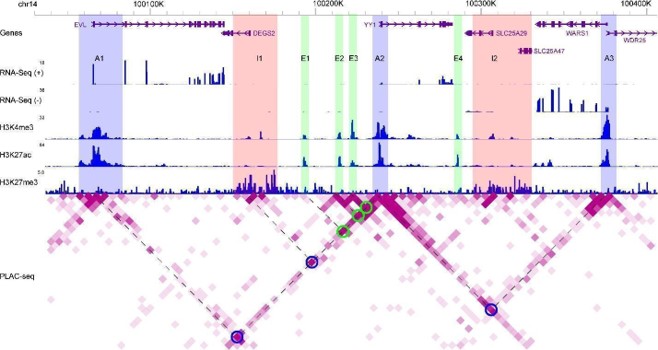 chr14
100100K 100200K 100300K 100400K
Genes EVL DEGS2 YY1 SLC25A29 WARS1 WDR25
SLC25A47
A1 I1 E1 E2 E3 A2 E4 I2 A3
RNA-Seq (+)
RNA-Seq (-)
H3K4me3
H3K27ac
H3K27me3
PLAC-seq